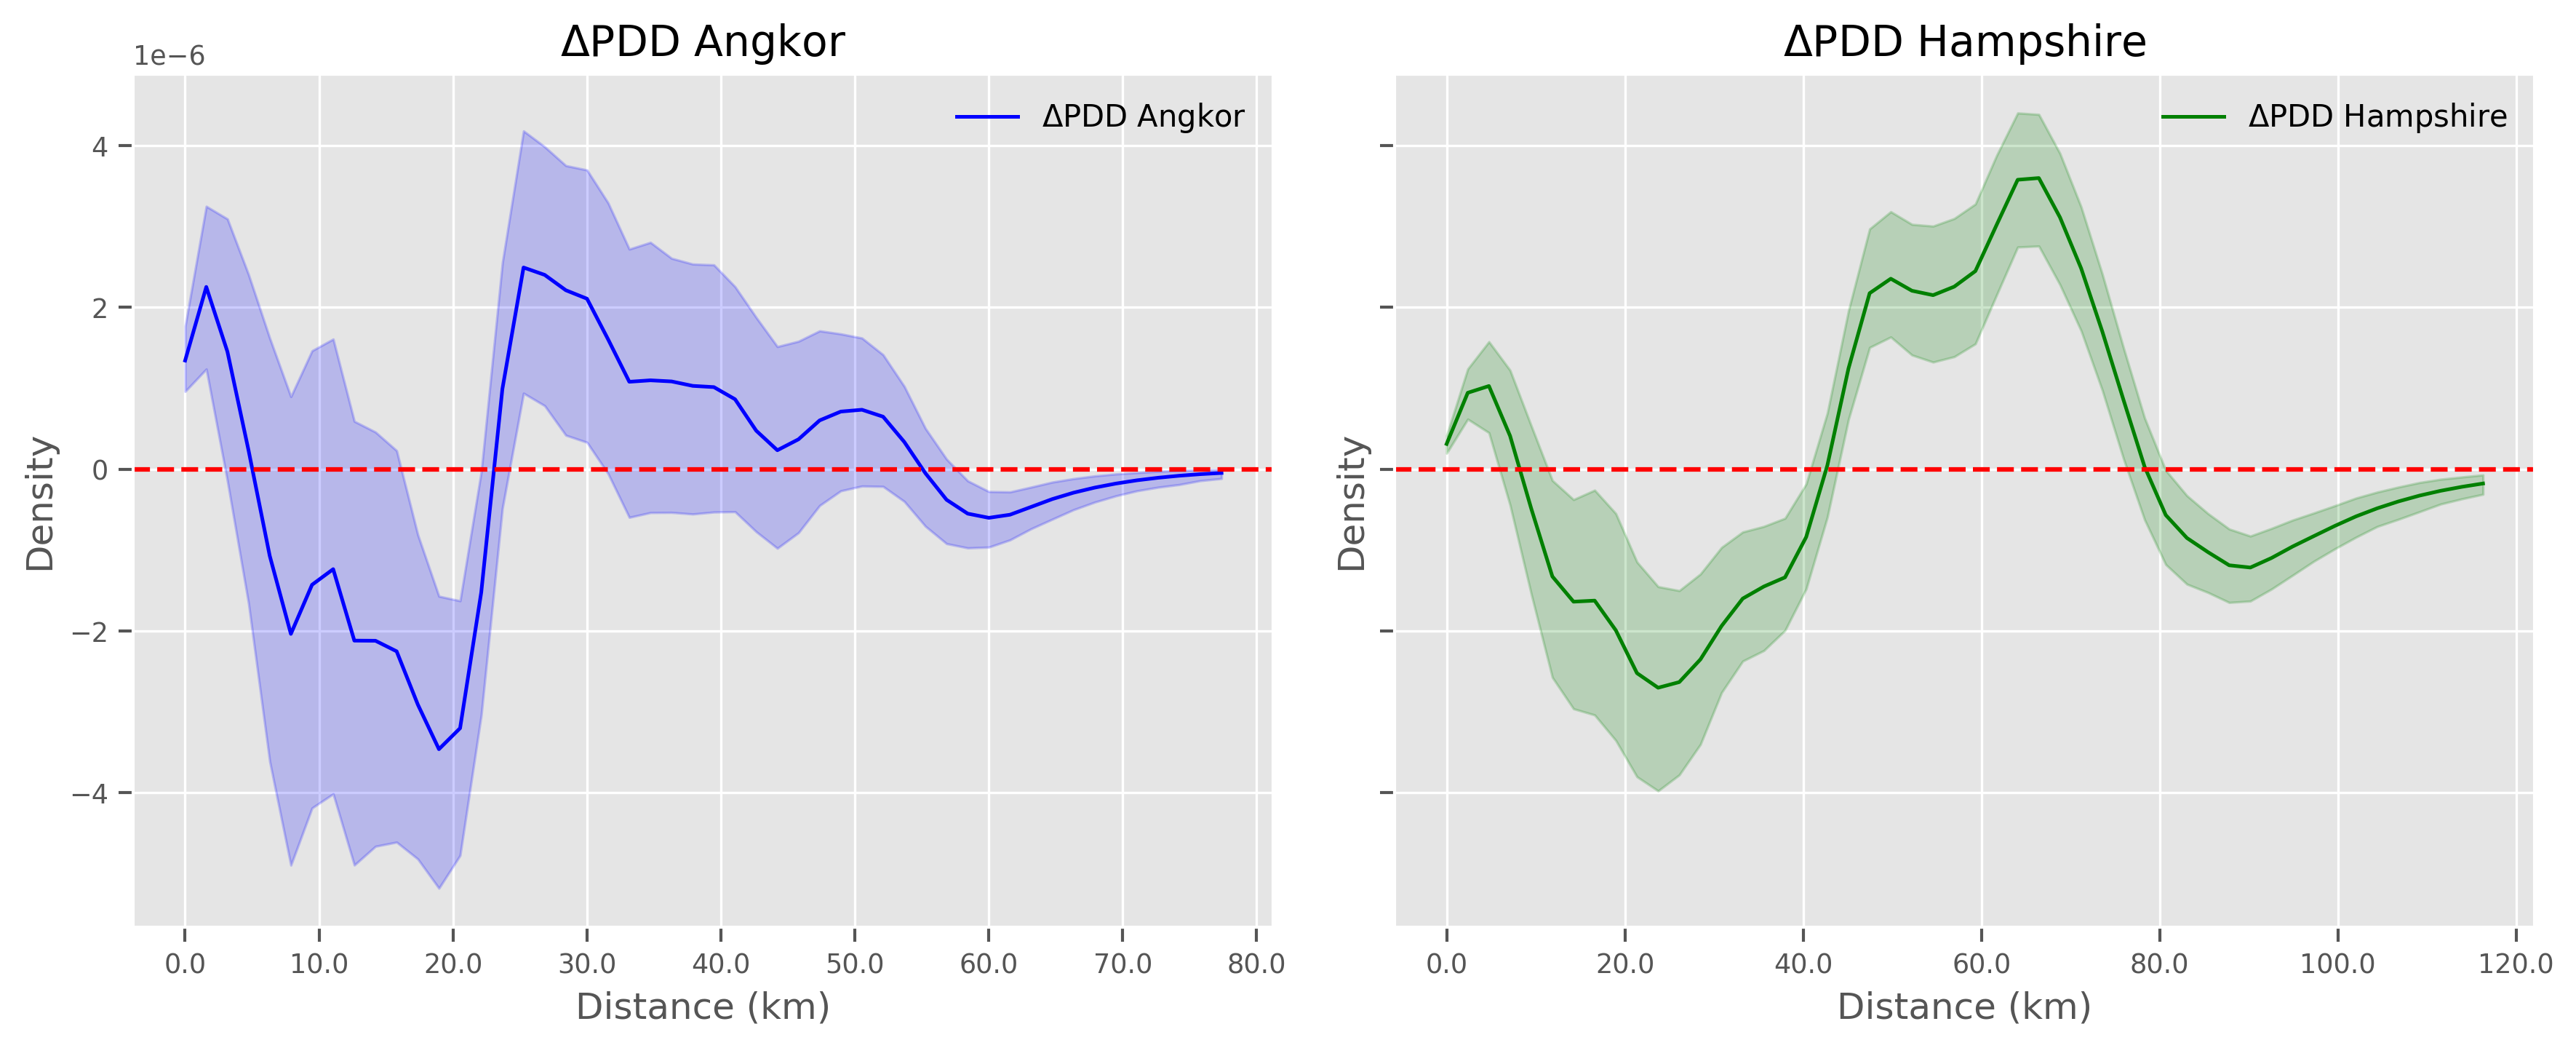 ΔPDD Angkor
1e−6
ΔPDD Angkor
4
2
0
−2
−4
Density
0.0 10.0 20.0 30.0 40.0 50.0 60.0 70.0 80.0
Distance (km)
ΔPDD Hampshire
ΔPDD Hampshire
Density
0.0 20.0 40.0 60.0 80.0 100.0 120.0
Distance (km)